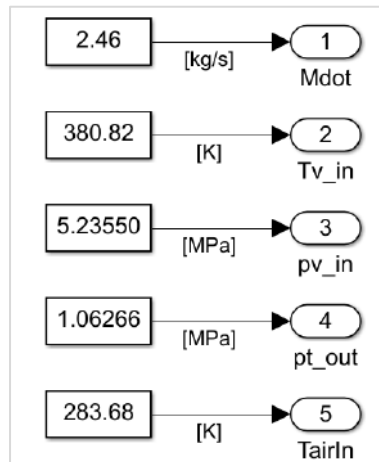 2.46
[kg/s]
1
Mdot
380.82
[K]
2
Tv_in
5.23550
[MPa]
3
pv_in
1.06266
[MPa]
4
pt_out
283.68
[K]
5
TairIn